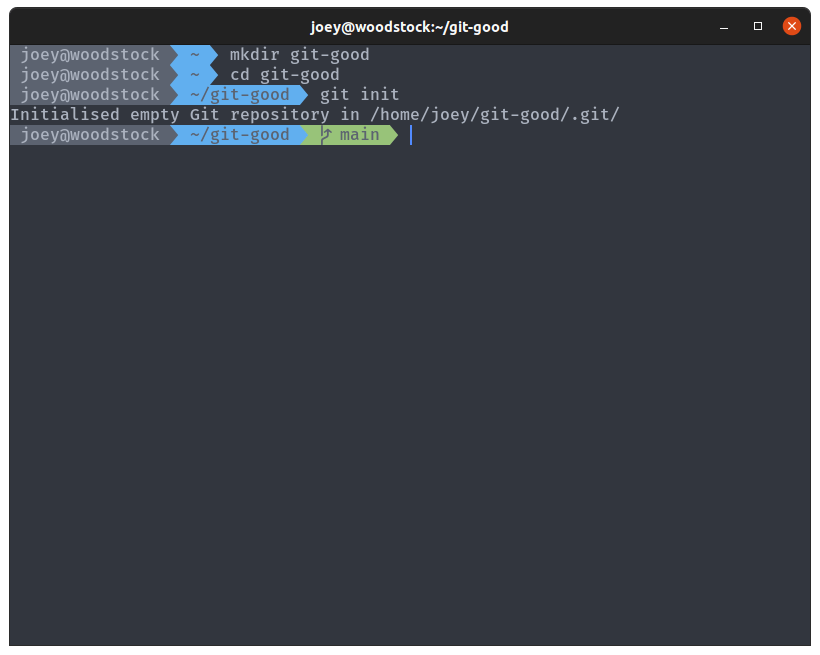 joey@woodstock:~/git-good
joey@woodstock ~ mkdir git-good
joey@woodstock ~ cd git-good
joey@woodstock ~/git-good git init
Initialised empty Git repository in /home/joey/git-good/.git/
joey@woodstock ~/git-good main